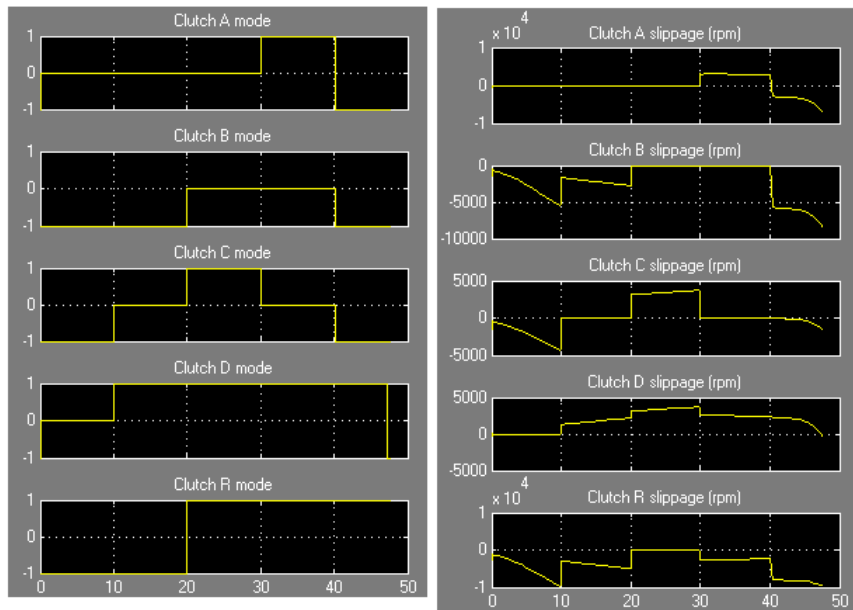 Clutch A mode
1
0
-1
Clutch B mode
1
0
-1
Clutch C mode
1
0
-1
Clutch D mode
1
0
-1
Clutch R mode
1
0
-1
0 10 20 30 40 50
x 10^4
Clutch A slippage (rpm)
1
0
-1
Clutch B slippage (rpm)
0
-5000
-10000
Clutch C slippage (rpm)
5000
0
-5000
Clutch D slippage (rpm)
5000
0
-5000
x 10^4
Clutch R slippage (rpm)
1
0
-1
0 10 20 30 40 50